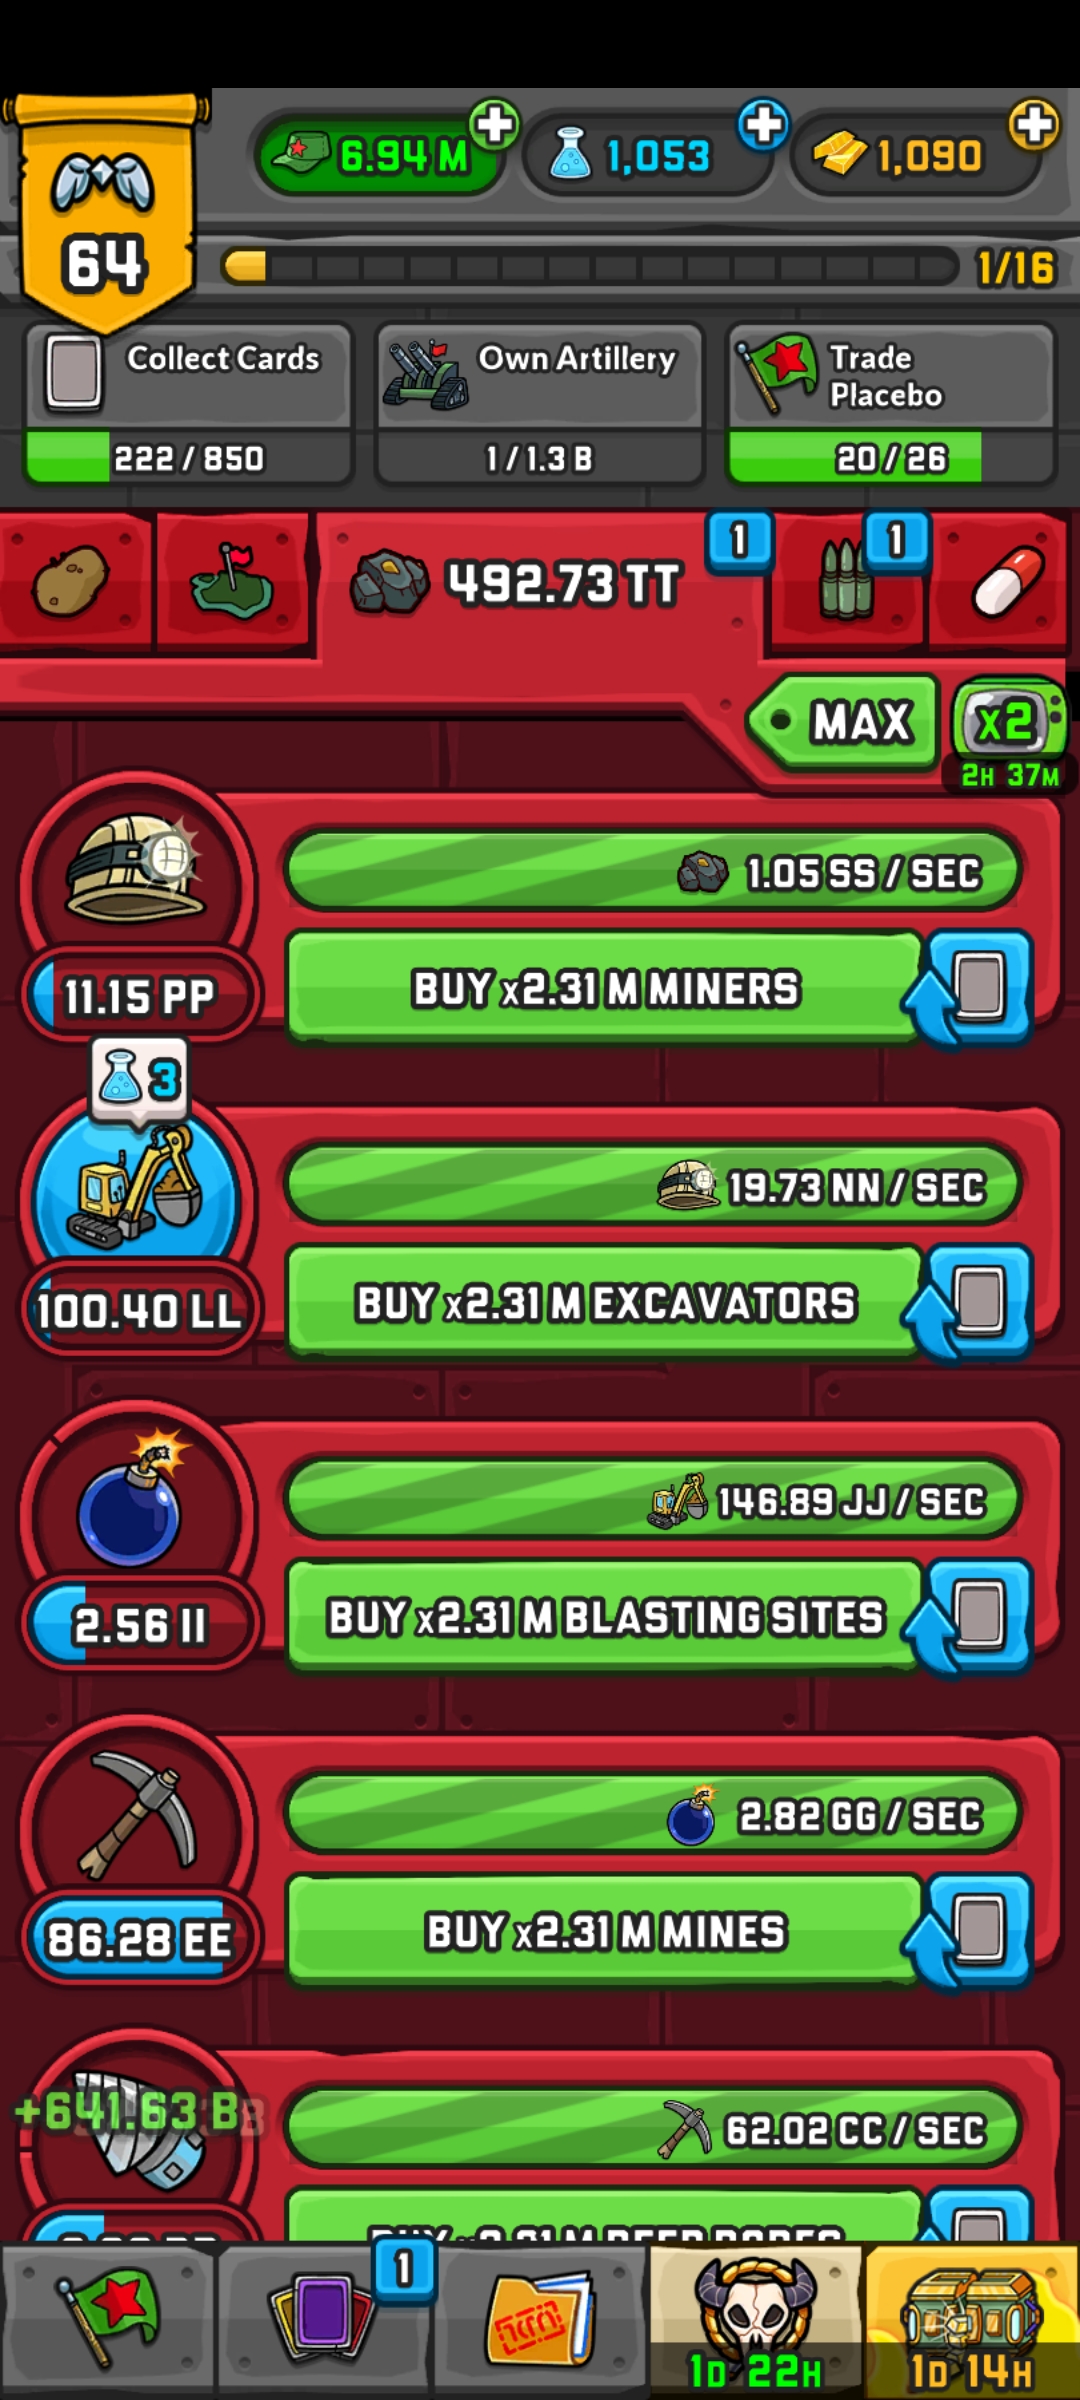 6.94 M
1,053
1,090
64
1/16
Collect Cards
222 / 850
Own Artillery
1 / 1.3 B
Trade
Placebo
20 / 26
492.73 TT
1
1
MAX
x2
2H 37M
1.05 SS / SEC
11.15 PP
BUY x2.31 M MINERS
3
19.73 NN / SEC
100.40 LL
BUY x2.31 M EXCAVATORS
146.89 JJ / SEC
2.56 II
BUY x2.31 M BLASTING SITES
2.82 GG / SEC
86.28 EE
BUY x2.31 M MINES
+641.63 B
62.02 CC / SEC
1
1D 22H
1D 14H